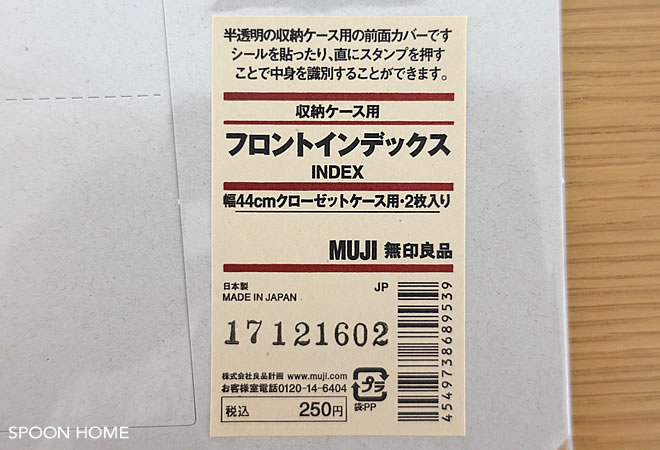 半透明の収納ケース用の前面カバーです
シールを貼ったり、直にスタンプを押す
ことで中身を識別することができます。
収納ケース用
フロントインデックス
INDEX
幅44cmクローゼットケース用・2枚入り
MUJI 無印良品
日本製
MADE IN JAPAN
JP
17121602
4549738689539
株式会社良品計画 www.muji.com
お客様室電話0120-14-6404
プラ
袋:PP
税込 250円
SPOON HOME